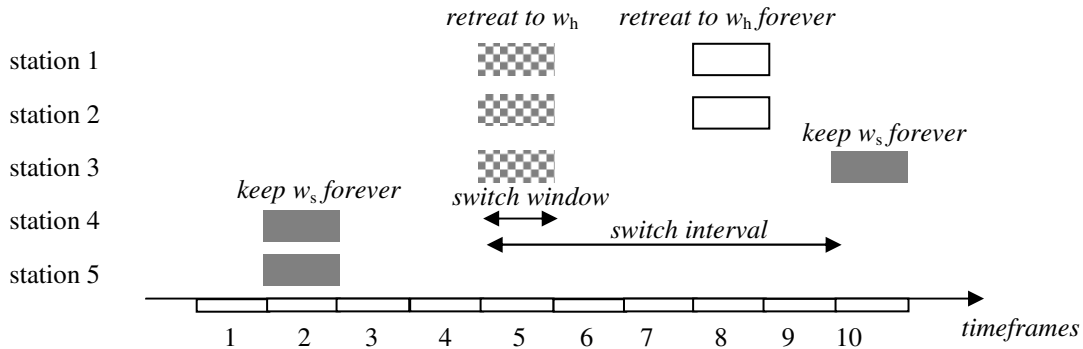 retreat to wh retreat to wh forever
station 1
station 2
keep ws forever
station 3
keep ws forever
switch window
station 4
switch interval
station 5
1 2 3 4 5 6 7 8 9 10
timeframes